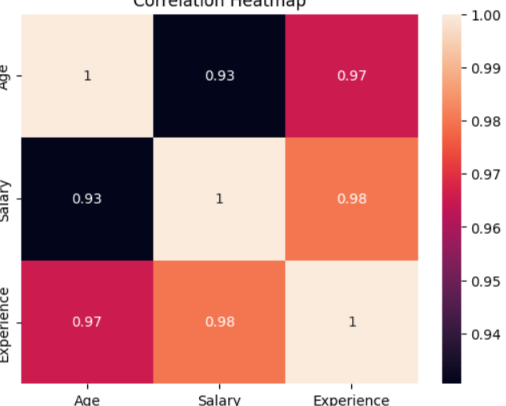 Correlation Heatmap
1.00
Age
1
0.93
0.97
0.99
0.98
Salary
0.93
1
0.98
0.97
0.96
0.95
Experience
0.97
0.98
1
0.94
Age
Salary
Experience